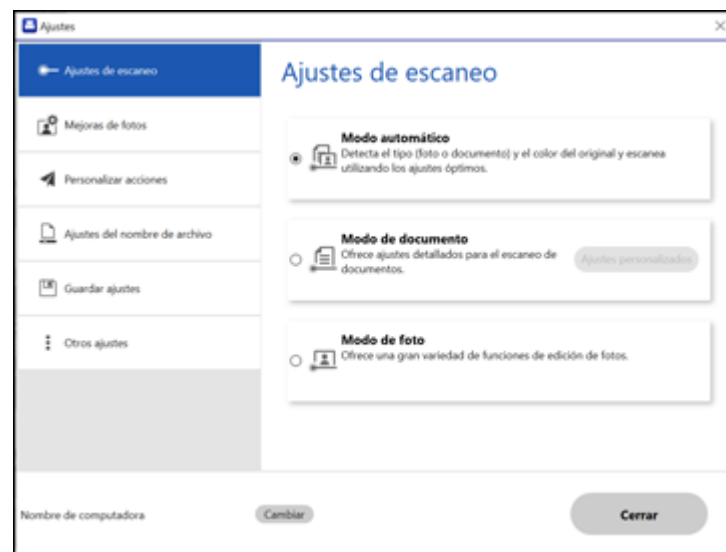 Ajustes
Ajustes de escaneo
Mejoras de fotos
Personalizar acciones
Ajustes del nombre de archivo
Guardar ajustes
Otros ajustes
Ajustes de escaneo
Modo automático
Detecta el tipo (foto o documento) y el color del original y escanea
utilizando los ajustes óptimos.
Modo de documento
Ofrece ajustes detallados para el escaneo de
documentos.
Ajustes personalizados
Modo de foto
Ofrece una gran variedad de funciones de edición de fotos.
Nombre de computadora
Cambiar
Cerrar